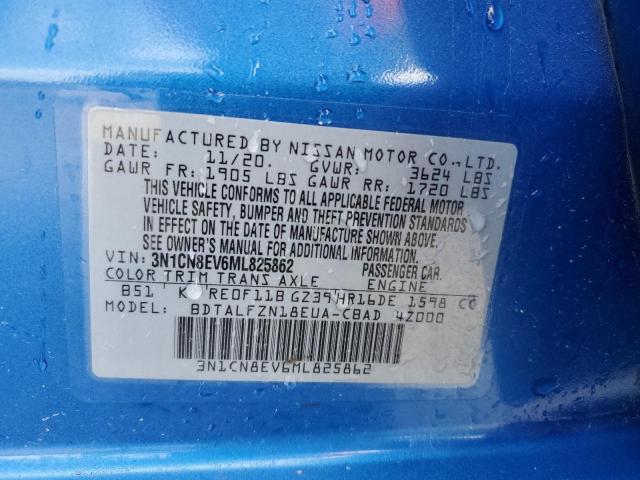 MANUFACTURED BY NISSAN MOTOR CO., LTD.
DATE: 11/20. GVWR: 3624 LBS
GAWR FR: 1905 LBS GAWR RR: 1720 LBS
THIS VEHICLE CONFORMS TO ALL APPLICABLE FEDERAL MOTOR
VEHICLE SAFETY, BUMPER AND THEFT PREVENTION STANDARDS
IN EFFECT ON THE DATE OF MANUFACTURE SHOWN ABOVE.
SEE OWNER'S MANUAL FOR ADDITIONAL INFORMATION.
VIN: 3N1CN8EV6ML825862 PASSENGER CAR.
COLOR TRIM TRANS AXLE ENGINE
B51 K RE0F11B GZ39 HR16DE 1598 CC
MODEL: BDTALFZN18EUA-CBAD 4Z000
3N1CN8EV6ML825862